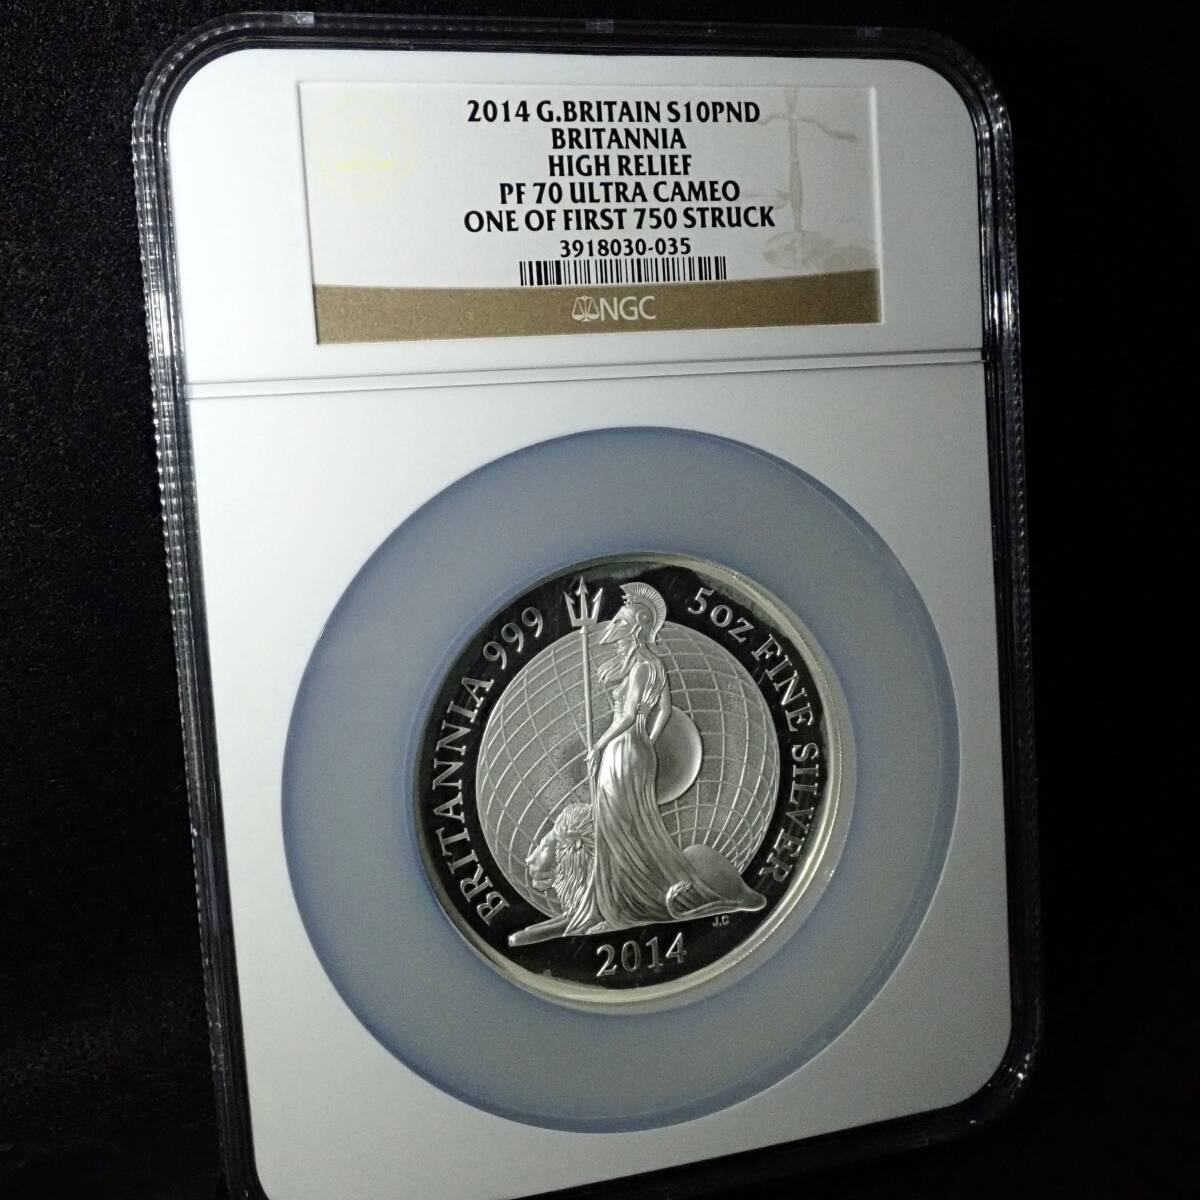 2014 G.BRITAIN S10PND
BRITANNIA
HIGH RELIEF
PF 70 ULTRA CAMEO
ONE OF FIRST 750 STRUCK
3918030-035
NGC
BRITANNIA 999
5OZ FINE SILVER
J.C
2014